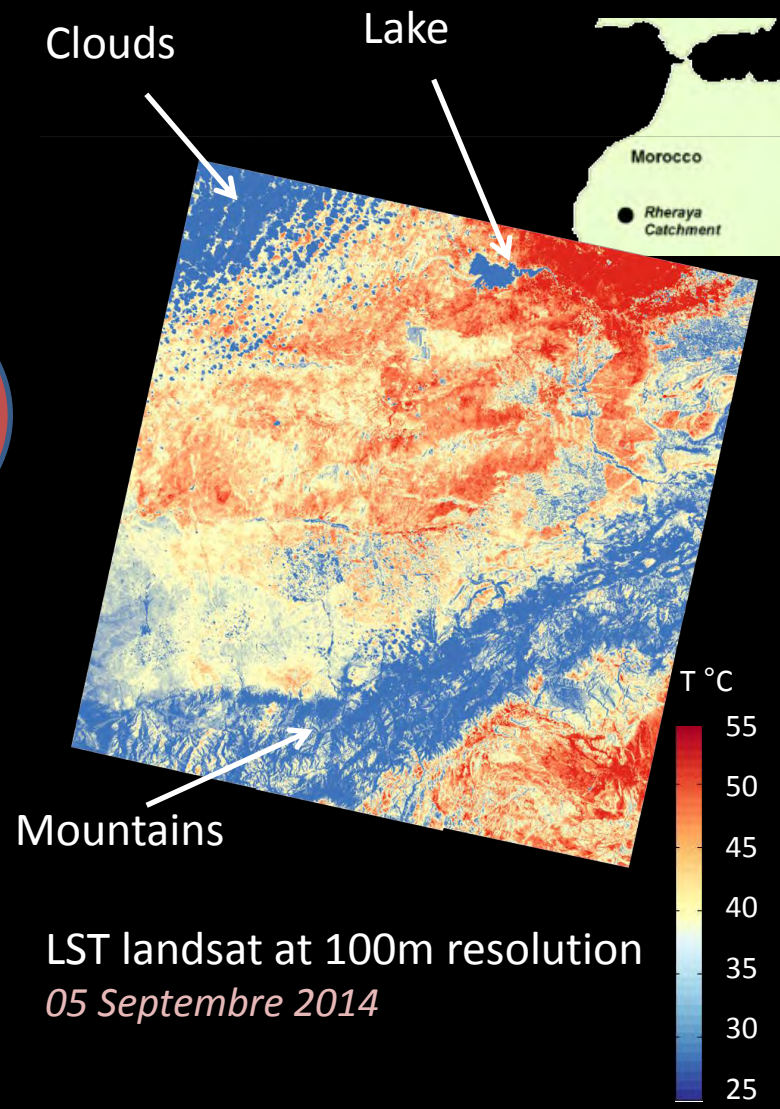 Clouds
Lake
Morocco
Rheraya
Catchment
Mountains
T °C
55
50
45
40
35
30
25
LST landsat at 100m resolution
05 Septembre 2014